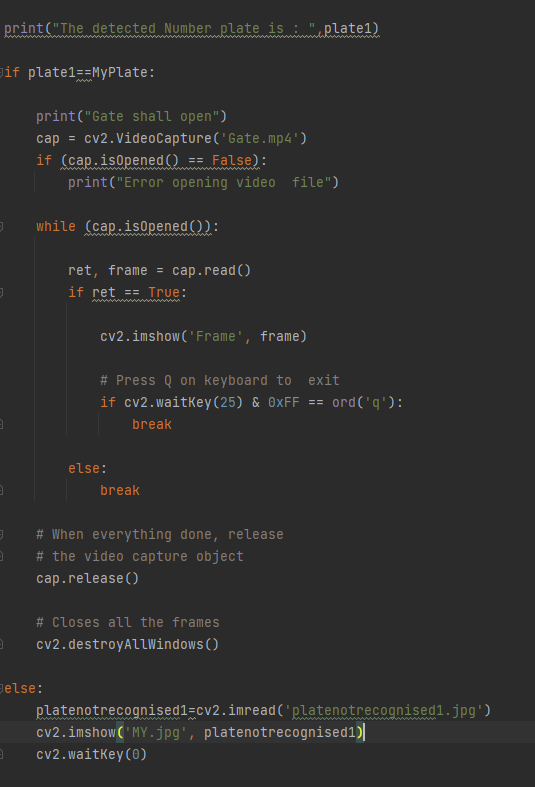 print("The detected Number plate is : ",plate1)
if plate1==MyPlate:
    print("Gate shall open")
    cap = cv2.VideoCapture('Gate.mp4')
    if (cap.isOpened() == False):
        print("Error opening video  file")
    while (cap.isOpened()):
        ret, frame = cap.read()
        if ret == True:
            cv2.imshow('Frame', frame)
            # Press Q on keyboard to  exit
            if cv2.waitKey(25) & 0xFF == ord('q'):
                break
        else:
            break
    # When everything done, release
    # the video capture object
    cap.release()
    # Closes all the frames
    cv2.destroyAllWindows()
else:
    platenotrecognised1=cv2.imread('platenotrecognised1.jpg')
    cv2.imshow('MY.jpg', platenotrecognised1)
    cv2.waitKey(0)